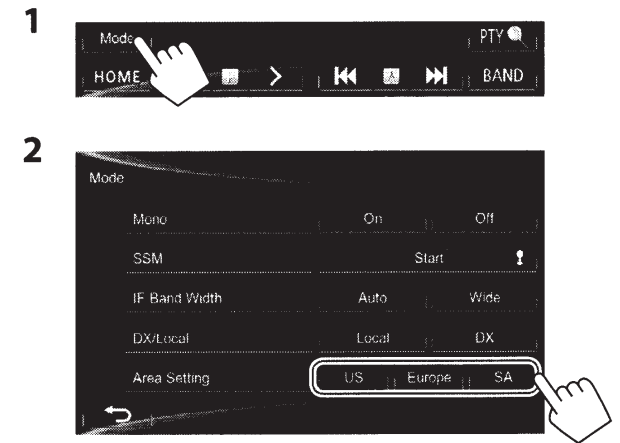 1
Mode PTY
HOME BAND
2
Mode
Mono On Off
SSM Start
IF Band Width Auto Wide
DX/Local Local DX
Area Setting US Europe SA